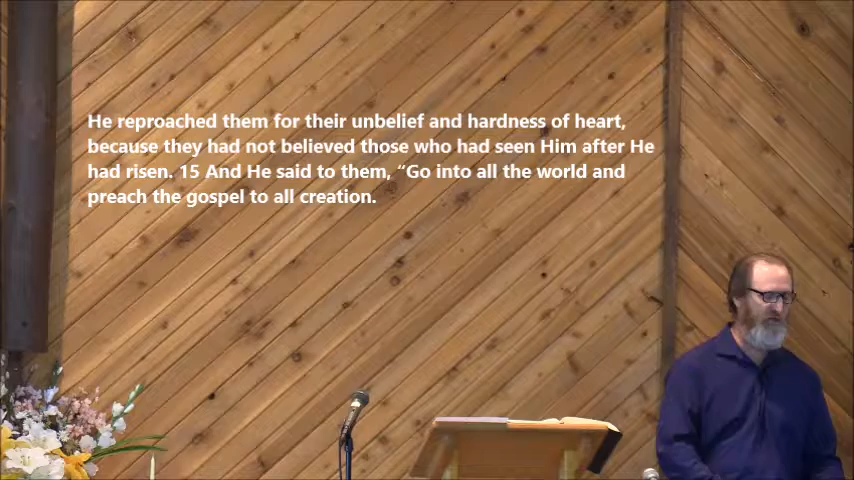 He reproached them for their unbelief and hardness of heart,
because they had not believed those who had seen Him after He
had risen. 15 And He said to them, “Go into all the world and
preach the gospel to all creation.